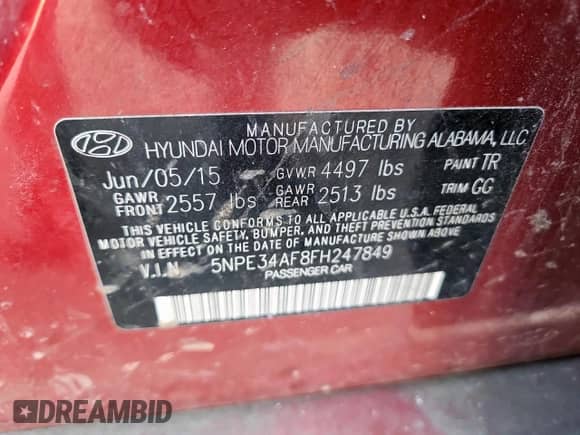 MANUFACTURED BY
HYUNDAI MOTOR MANUFACTURING ALABAMA, LLC
Jun/05/15 GVWR 4497 lbs PAINT TR
GAWR FRONT 2557 lbs GAWR REAR 2513 lbs TRIM GG
THIS VEHICLE CONFORMS TO ALL APPLICABLE U.S.A. FEDERAL
MOTOR VEHICLE SAFETY, BUMPER, AND THEFT PREVENTION STANDARDS
IN EFFECT ON THE DATE OF MANUFACTURE SHOWN ABOVE.
V.I.N 5NPE34AF8FH247849
PASSENGER CAR
DREAMBID